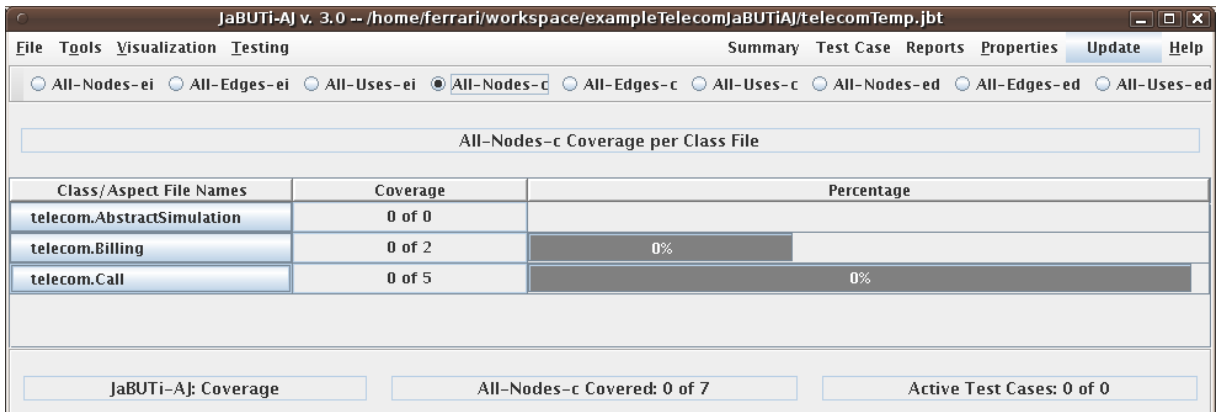 JaBUTi-AJ v. 3.0 -- /home/ferrari/workspace/exampleTelecomJaBUTiAJ/telecomTemp.jbt
File Tools Visualization Testing Summary Test Case Reports Properties Update Help
All-Nodes-ei All-Edges-ei All-Uses-ei All-Nodes-c All-Edges-c All-Uses-c All-Nodes-ed All-Edges-ed All-Uses-ed
All-Nodes-c Coverage per Class File
Class/Aspect File Names Coverage Percentage
telecom.AbstractSimulation 0 of 0
telecom.Billing 0 of 2 0%
telecom.Call 0 of 5 0%
JaBUTi-AJ: Coverage All-Nodes-c Covered: 0 of 7 Active Test Cases: 0 of 0